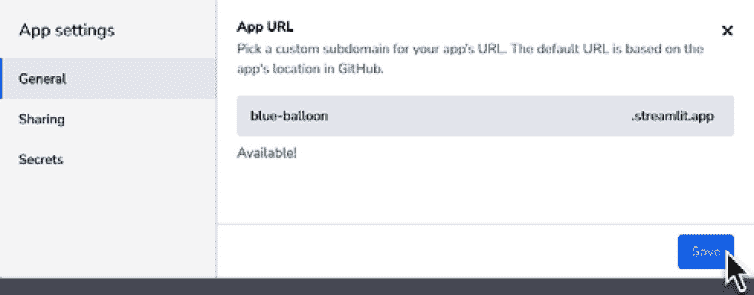 App settings
General
Sharing
Secrets
App URL
Pick a custom subdomain for your app's URL. The default URL is based on the
app's location in GitHub.
blue-balloon .streamlit.app
Available!
Save